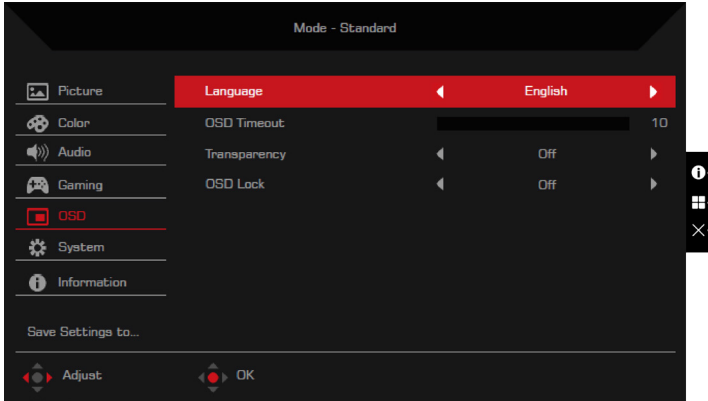 Mode - Standard
Picture
Color
Audio
Gaming
OSD
System
Information
Save Settings to...
Language English
OSD Timeout 10
Transparency Off
OSD Lock Off
Adjust OK